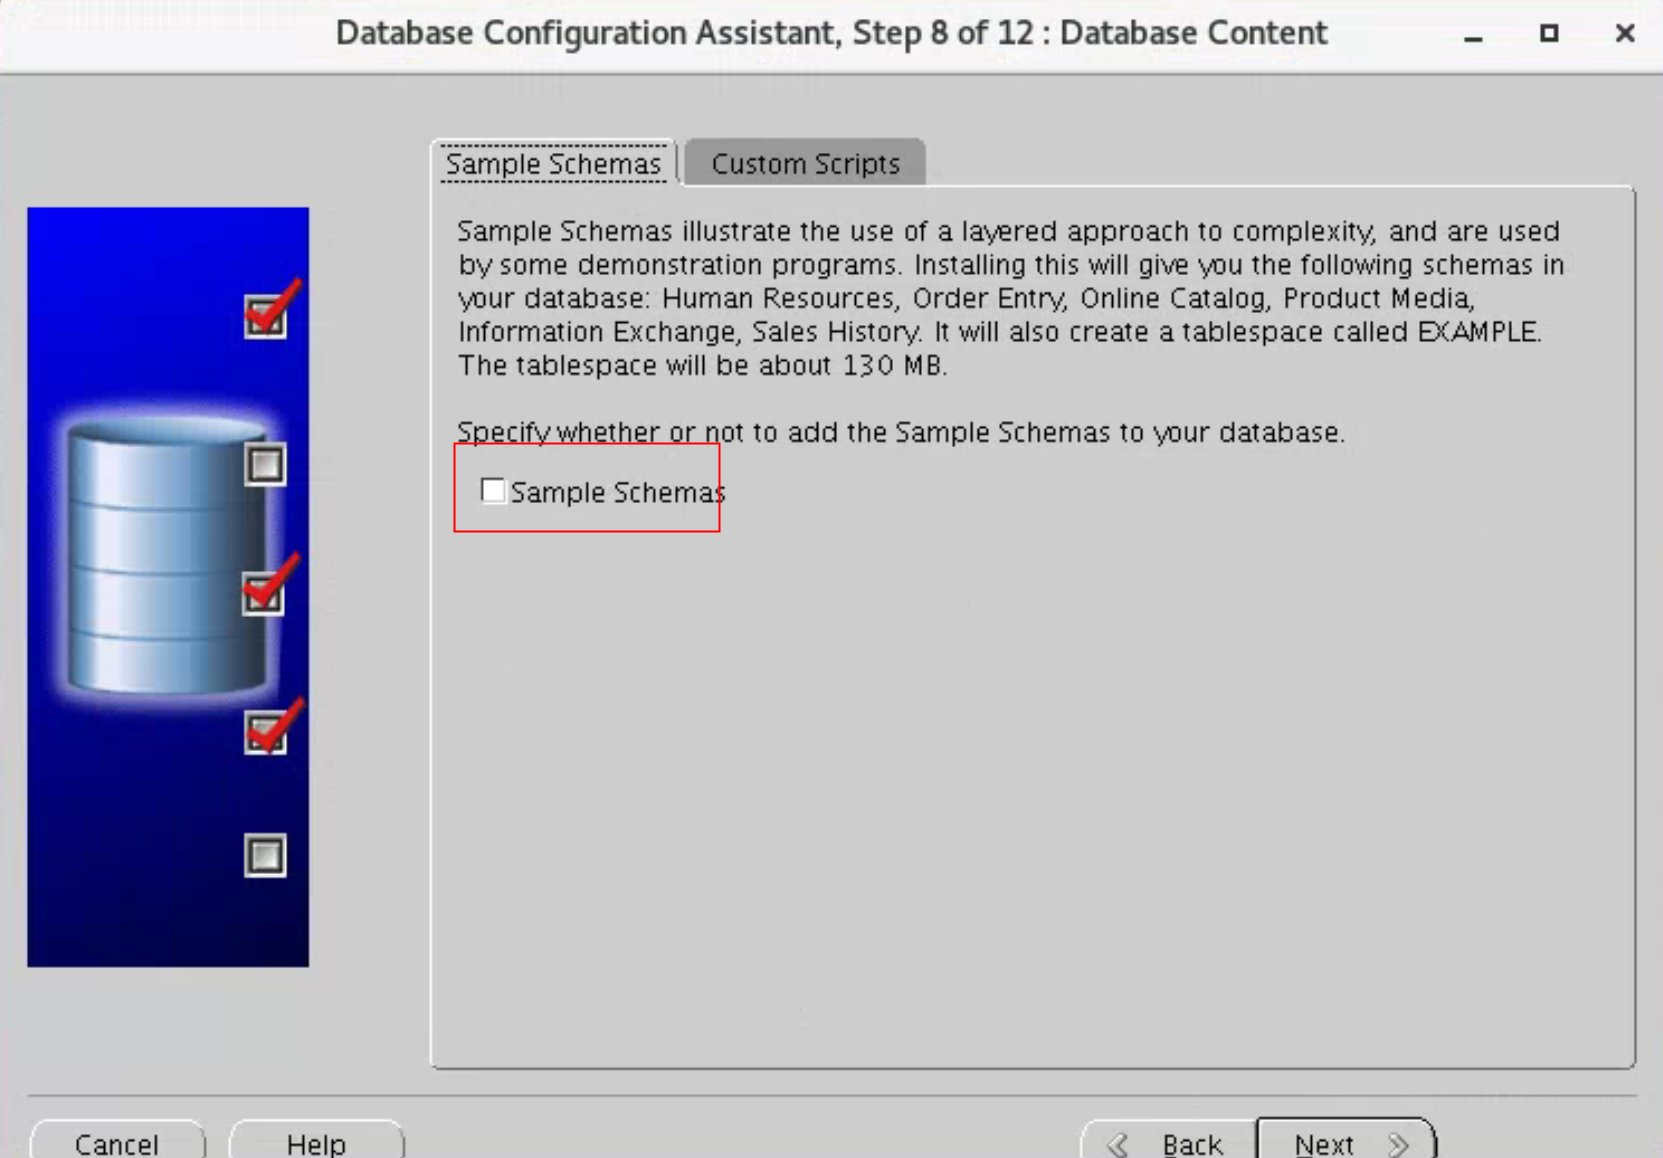 Database Configuration Assistant, Step 8 of 12 : Database Content
Sample Schemas
Custom Scripts
Sample Schemas illustrate the use of a layered approach to complexity, and are used
by some demonstration programs. Installing this will give you the following schemas in
your database: Human Resources, Order Entry, Online Catalog, Product Media,
Information Exchange, Sales History. It will also create a tablespace called EXAMPLE.
The tablespace will be about 130 MB.
Specify whether or not to add the Sample Schemas to your database.
Sample Schemas
Cancel
Help
Back
Next